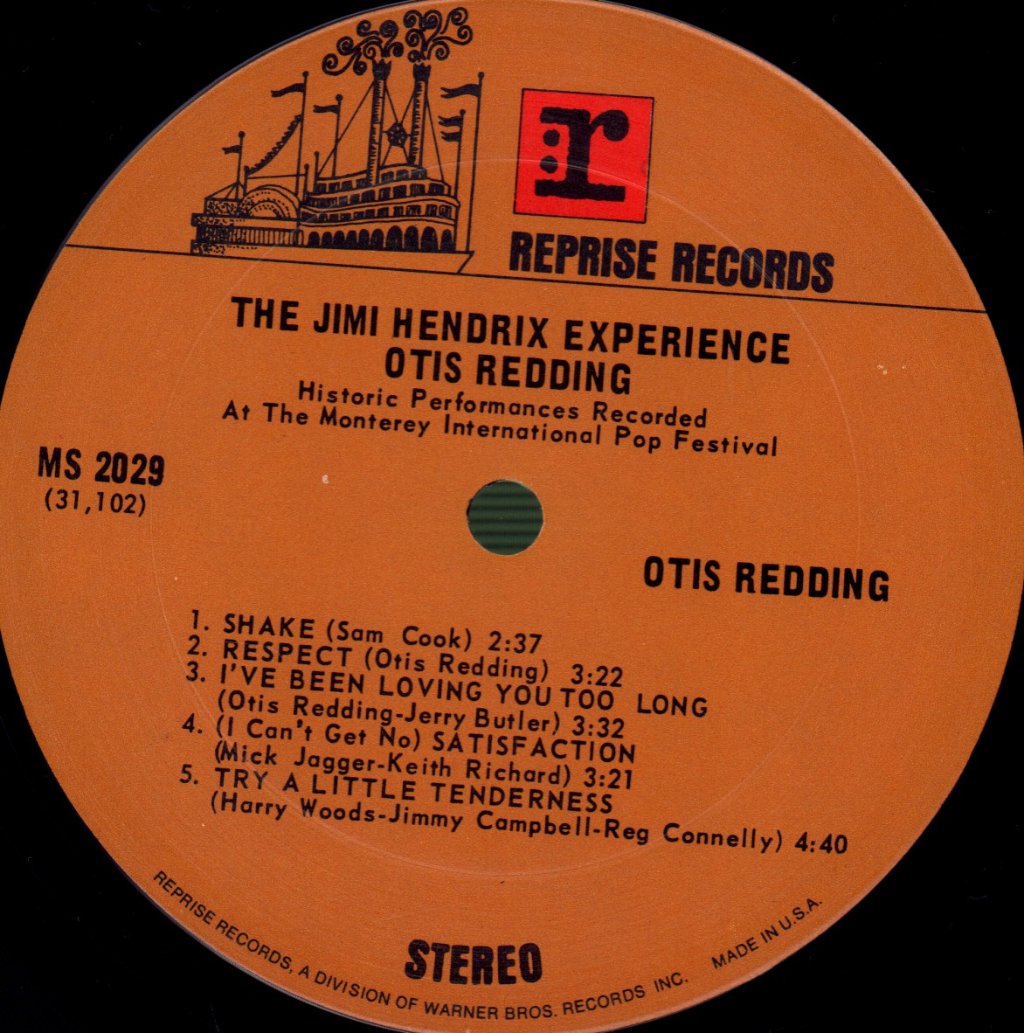 :r
REPRISE RECORDS
THE JIMI HENDRIX EXPERIENCE
OTIS REDDING
Historic Performances Recorded
At The Monterey International Pop Festival
MS 2029
(31,102)
OTIS REDDING
1. SHAKE (Sam Cook) 2:37
2. RESPECT (Otis Redding) 3:22
3. I'VE BEEN LOVING YOU TOO LONG
(Otis Redding-Jerry Butler) 3:32
4. (I Can't Get No) SATISFACTION
(Mick Jagger-Keith Richard) 3:21
5. TRY A LITTLE TENDERNESS
(Harry Woods-Jimmy Campbell-Reg Connelly) 4:40
STEREO
REPRISE RECORDS, A DIVISION OF WARNER BROS. RECORDS INC. MADE IN U.S.A.